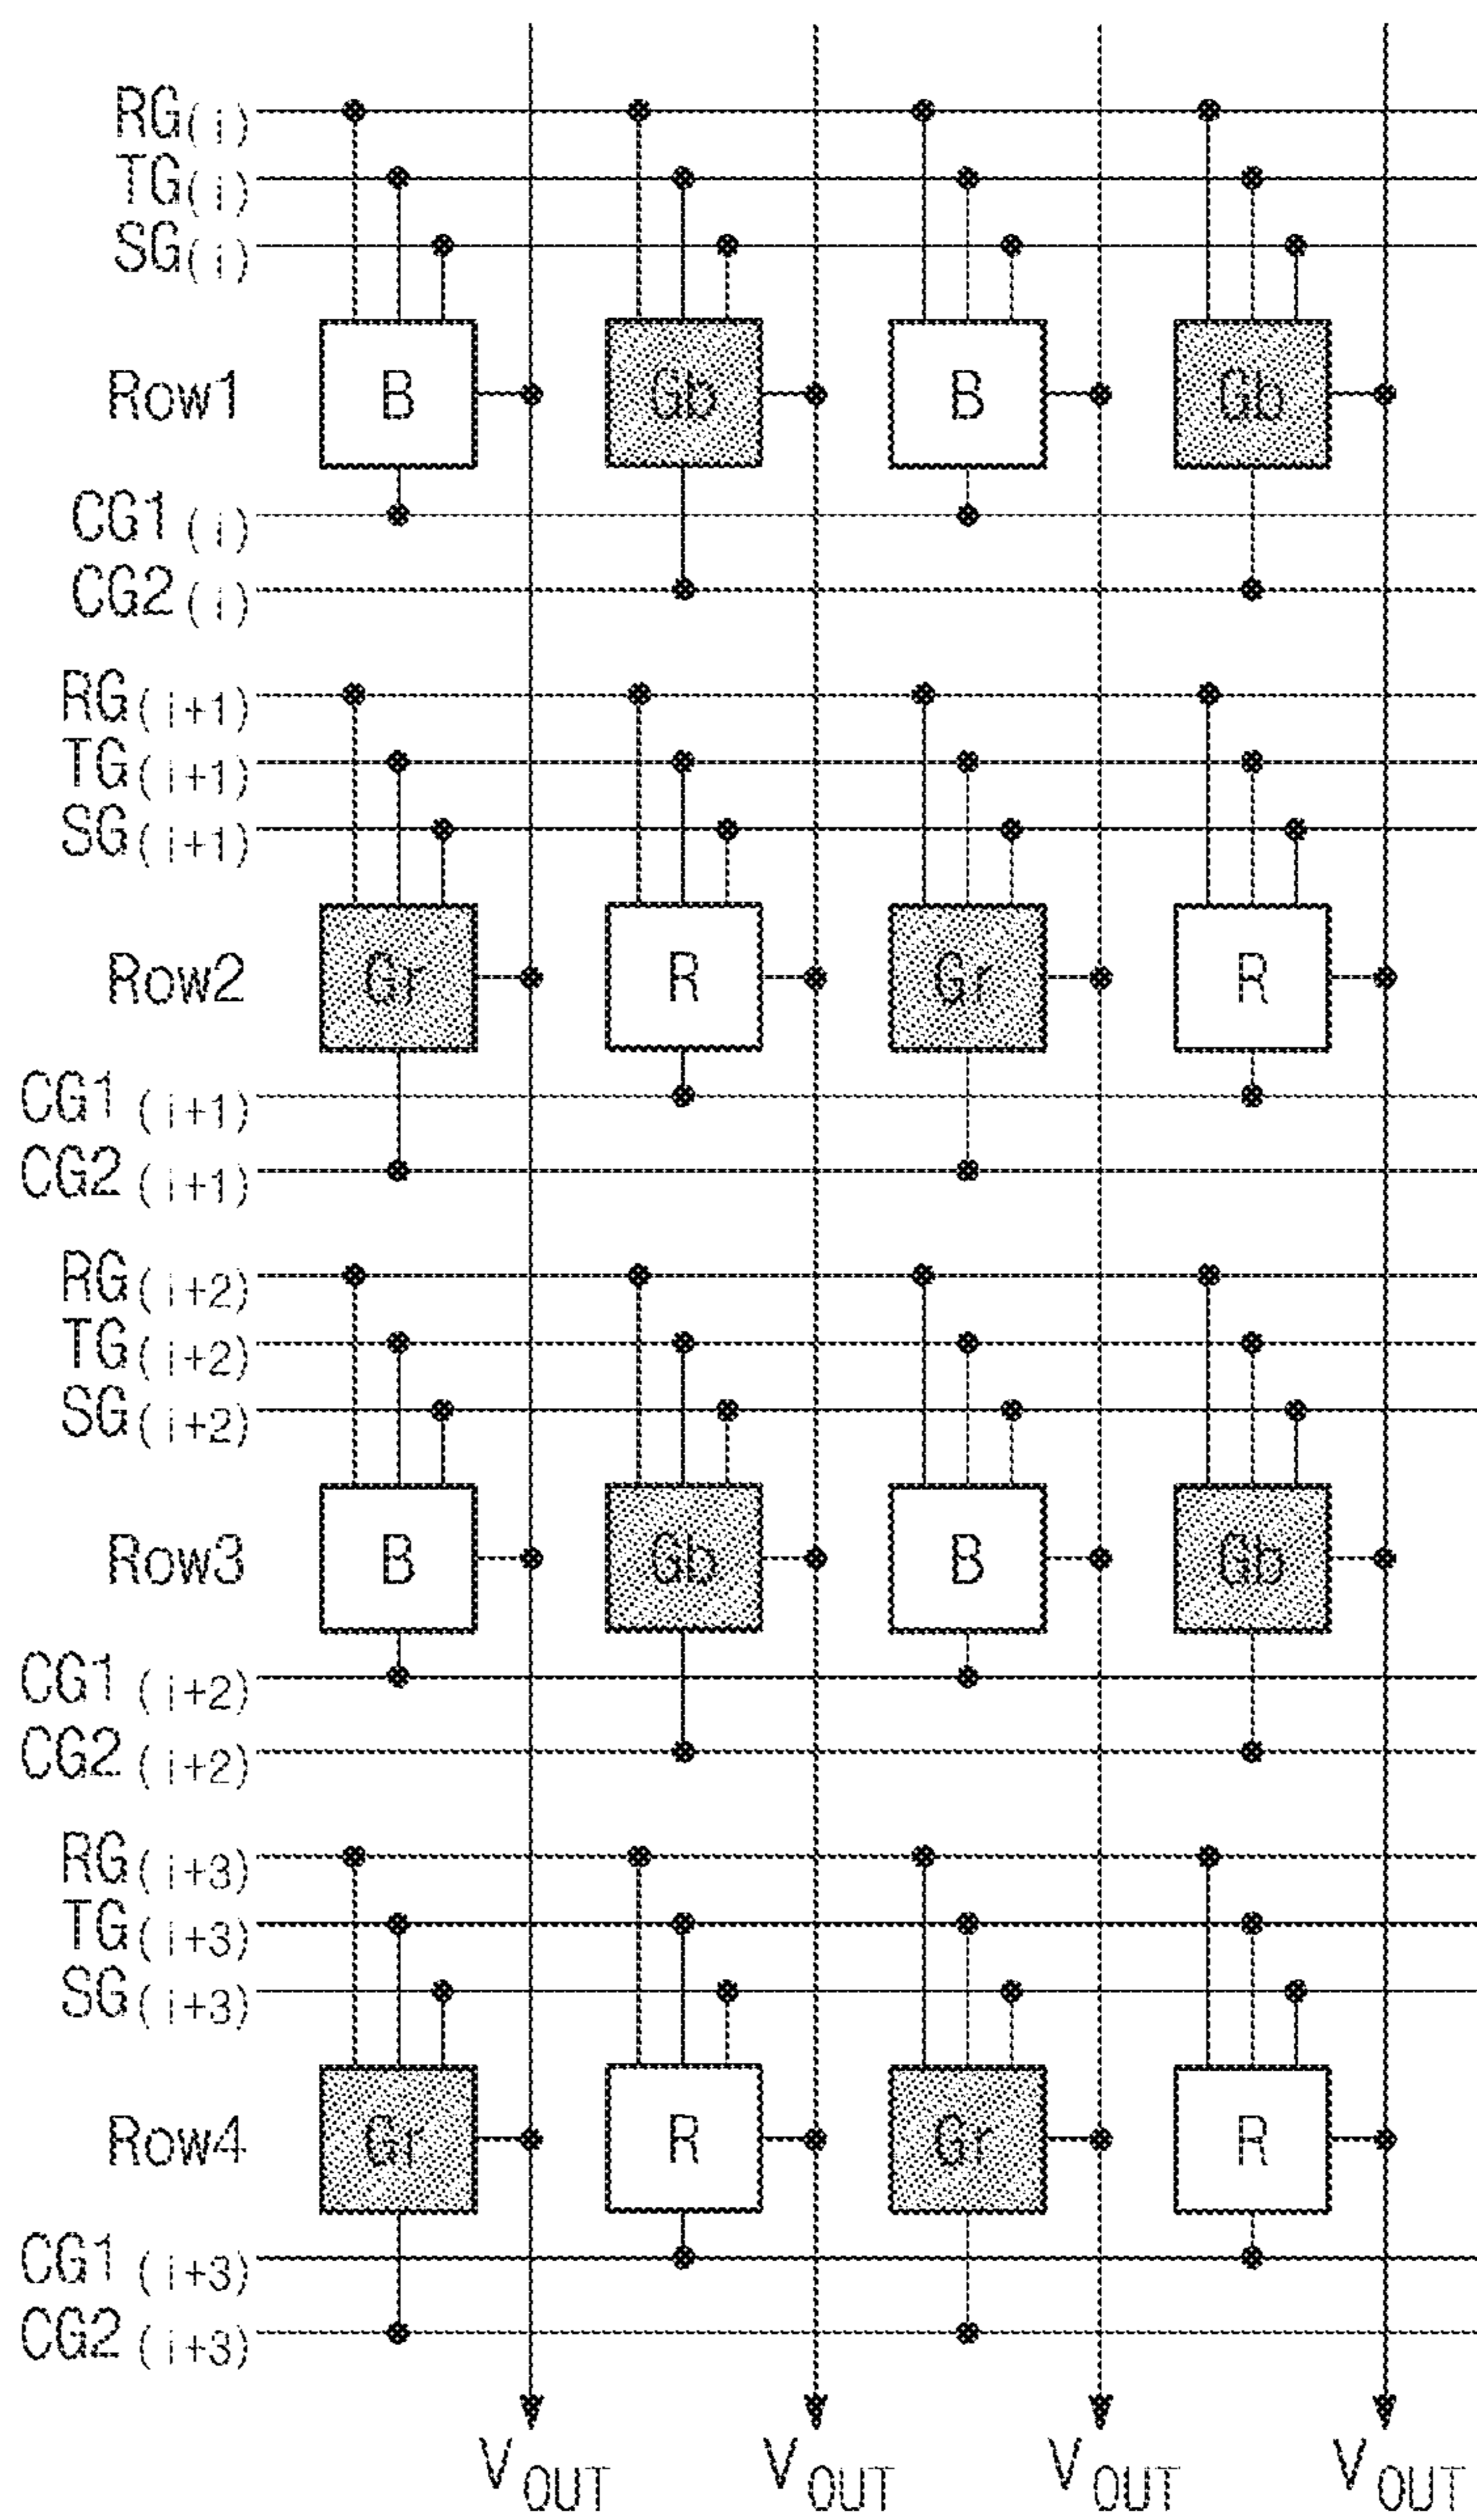 RG(i)
TG(i)
SG(i)
Row1 B Gb B Gb
CG1(i)
CG2(i)
RG(i+1)
TG(i+1)
SG(i+1)
Row2 Gr R Gr R
CG1(i+1)
CG2(i+1)
RG(i+2)
TG(i+2)
SG(i+2)
Row3 B Gb B Gb
CG1(i+2)
CG2(i+2)
RG(i+3)
TG(i+3)
SG(i+3)
Row4 Gr R Gr R
CG1(i+3)
CG2(i+3)
VOUT VOUT VOUT VOUT